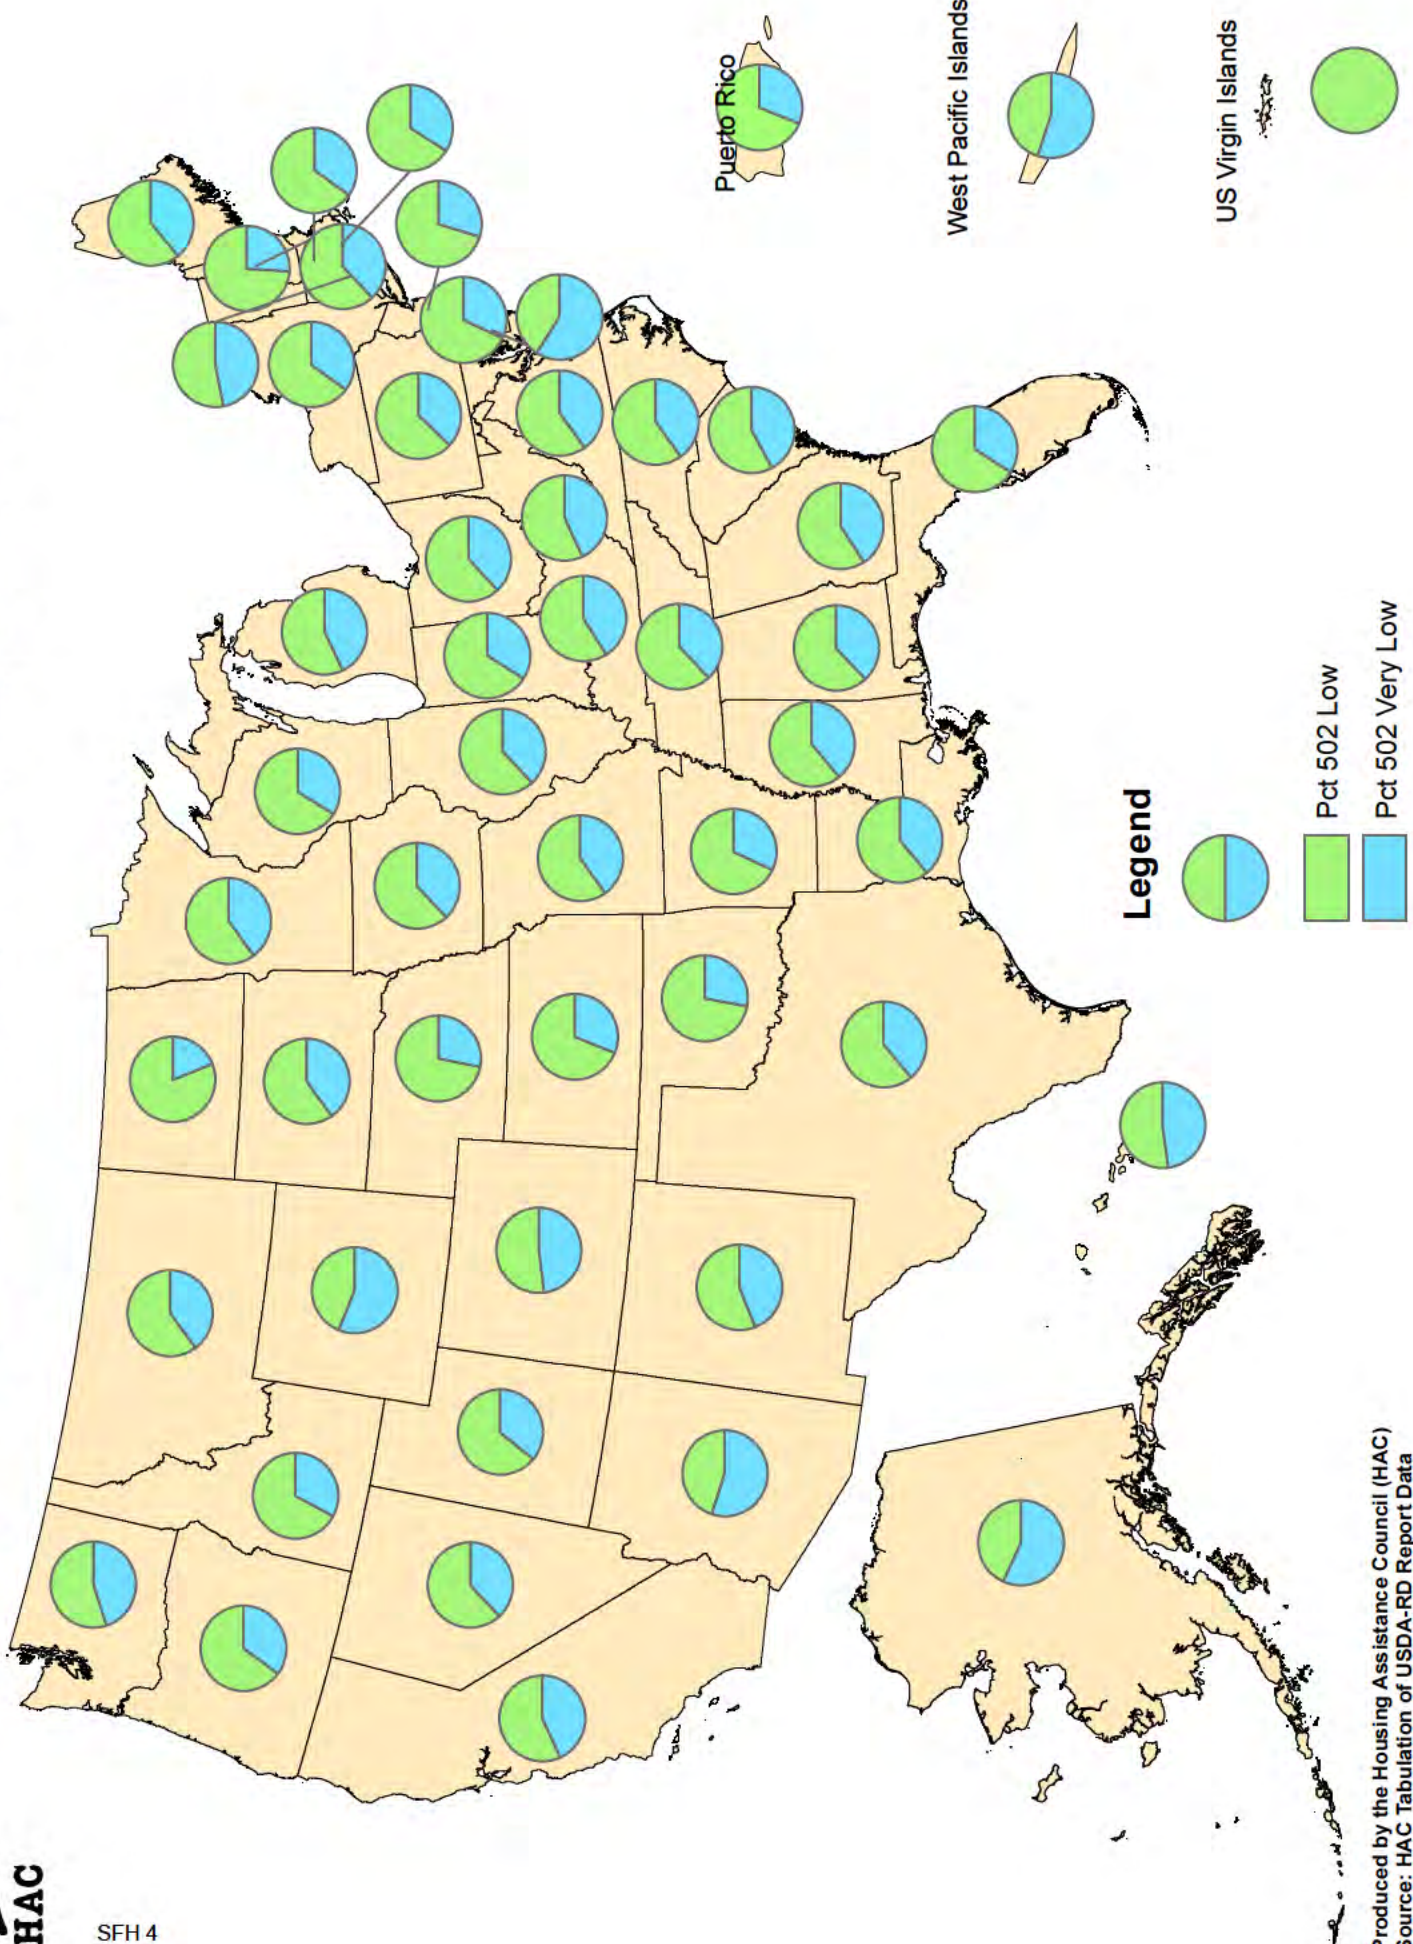 HAC
SFH 4
Puerto Rico
West Pacific Islands
US Virgin Islands
Legend
Pct 502 Low
Pct 502 Very Low
Produced by the Housing Assistance Council (HAC)
Source: HAC Tabulation of USDA-RD Report Data